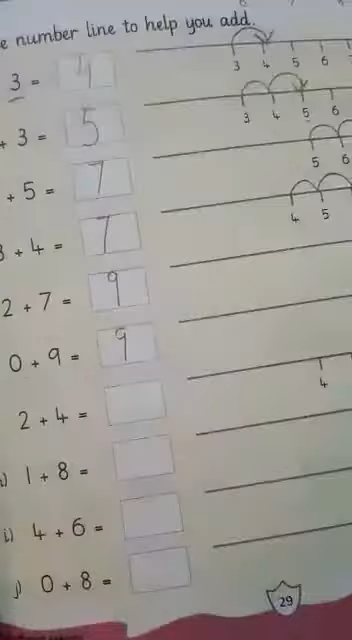 e number line to help you add.
3 = 4
3 4 5 6
+ 3 = 5
3 4 5 6
+ 5 = 7
5 6
3 + 4 = 7
4 5
2 + 7 = 9
0 + 9 = 9
2 + 4 =
4
) 1 + 8 =
i) 4 + 6 =
j) 0 + 8 =
29